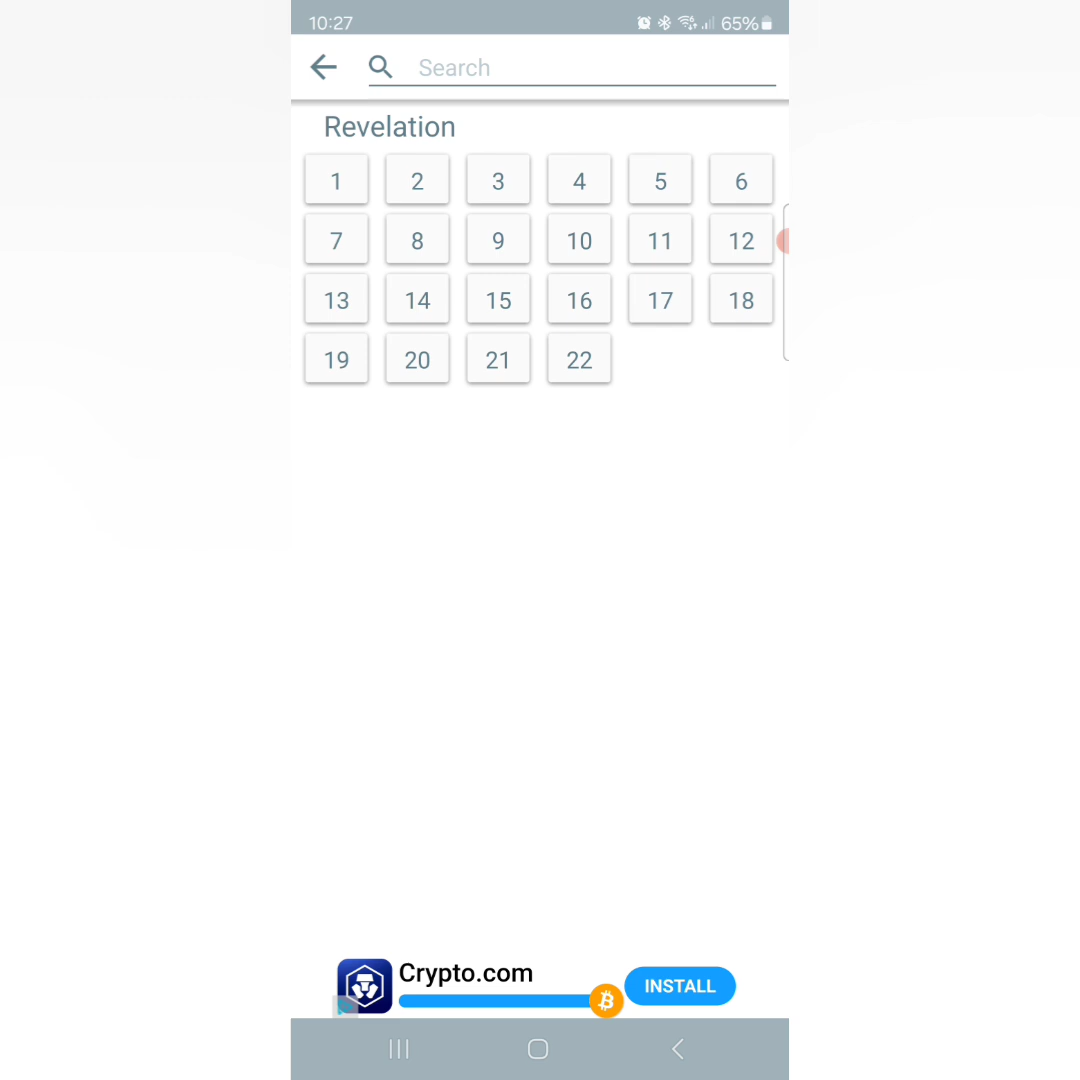 10:27 65%
Search
Revelation
1 2 3 4 5 6
7 8 9 10 11 12
13 14 15 16 17 18
19 20 21 22
Crypto.com
INSTALL